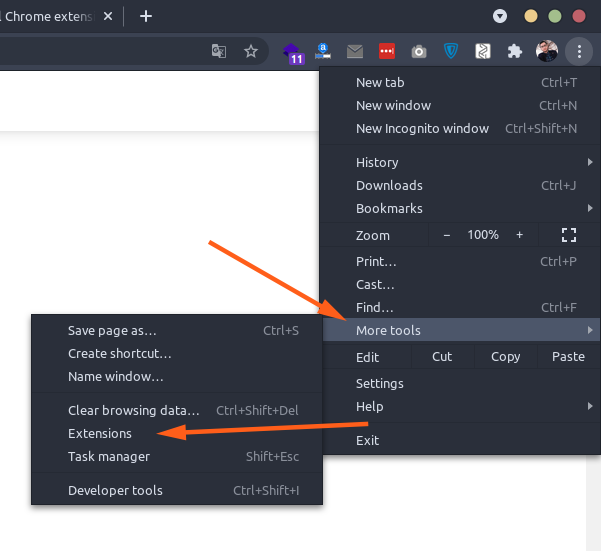 l Chrome extens
11
a
New tab Ctrl+T
New window Ctrl+N
New Incognito window Ctrl+Shift+N
History
Downloads Ctrl+J
Bookmarks
Zoom − 100% +
Print... Ctrl+P
Cast...
Find... Ctrl+F
More tools
Edit Cut Copy Paste
Settings
Help
Exit
Save page as... Ctrl+S
Create shortcut...
Name window...
Clear browsing data... Ctrl+Shift+Del
Extensions
Task manager Shift+Esc
Developer tools Ctrl+Shift+I